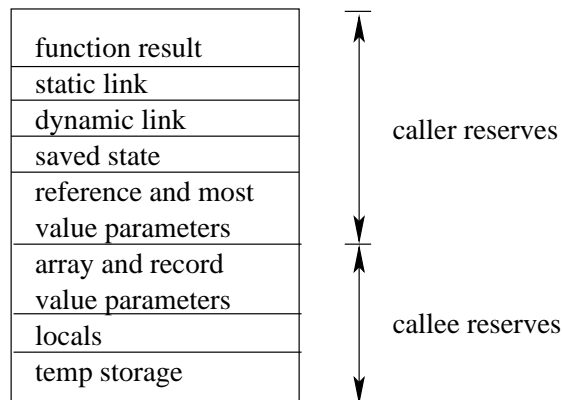 function result
static link
dynamic link
saved state
reference and most
value parameters
array and record
value parameters
locals
temp storage
caller reserves
callee reserves